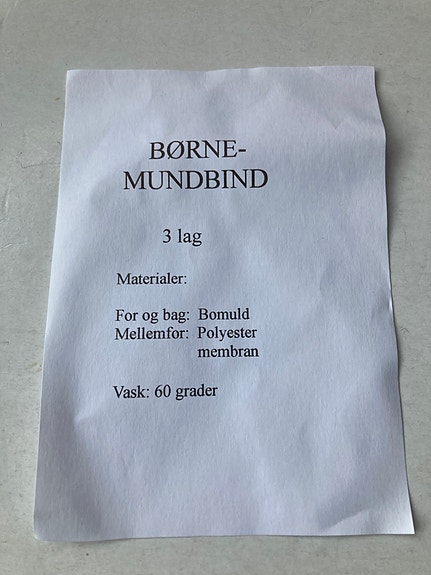 BØRNE-
MUNDBIND
3 lag
Materialer:
For og bag: Bomuld
Mellemfor: Polyester
membran
Vask: 60 grader